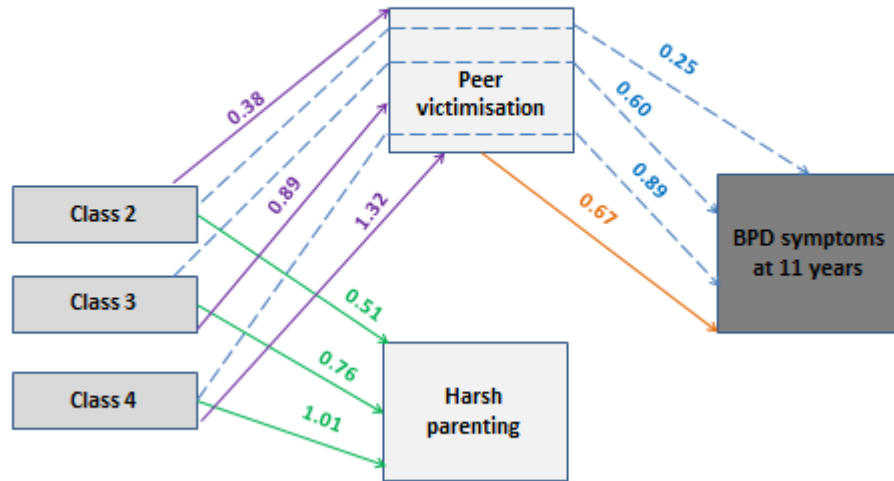 Peer
victimisation
0.25
0.60
0.89
0.38
0.89
1.32
0.67
Class 2
Class 3
Class 4
BPD symptoms
at 11 years
0.51
0.76
1.01
Harsh
parenting